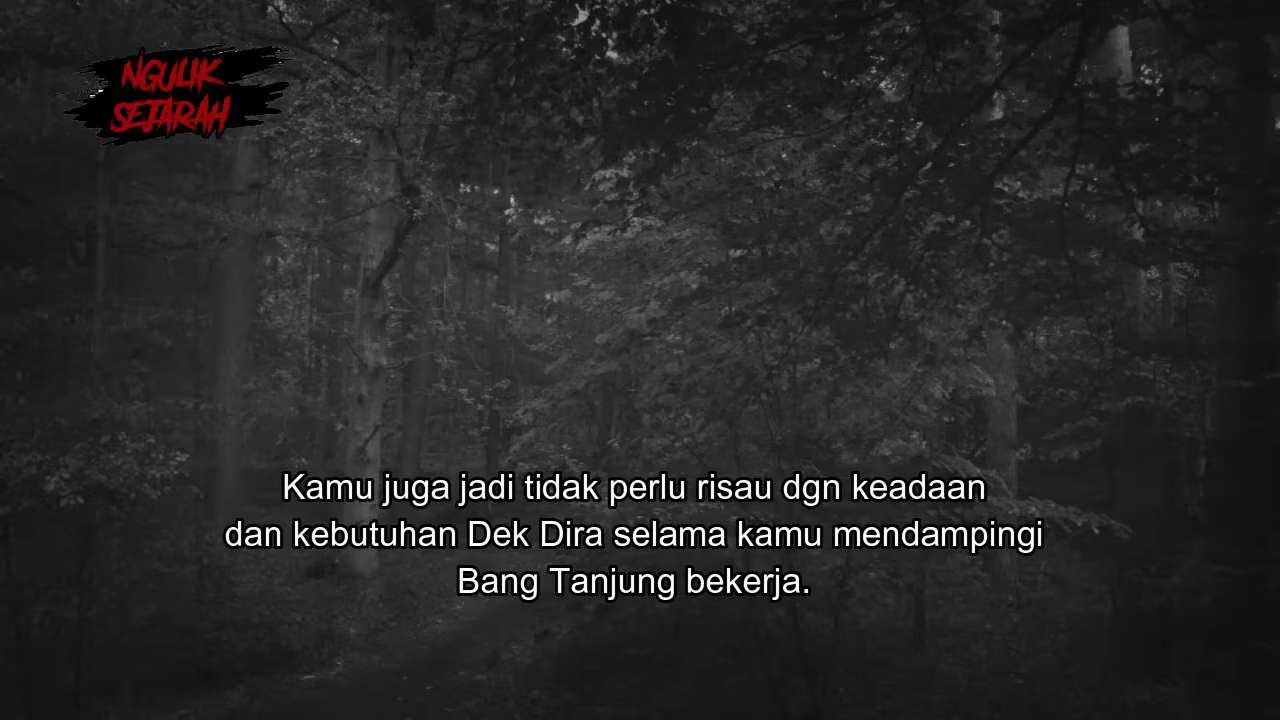 NGULIK
SEJARAH
Kamu juga jadi tidak perlu risau dgn keadaan
dan kebutuhan Dek Dira selama kamu mendampingi
Bang Tanjung bekerja.